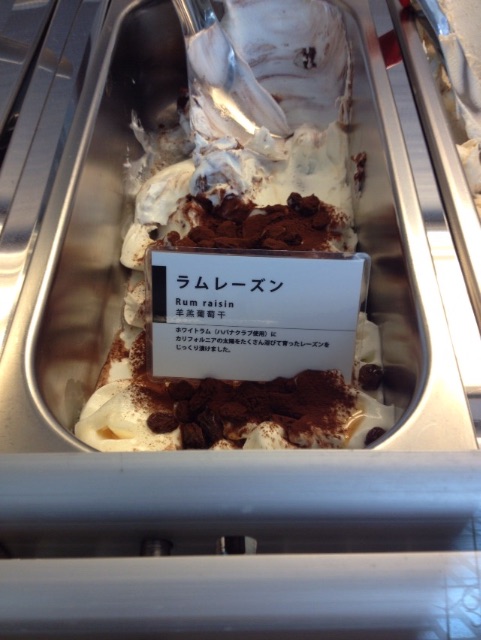 ラムレーズン
Rum raisin
羊羔葡萄干
ホワイトラム（ハバナクラブ使用）に
カリフォルニアの太陽をたくさん浴びて育ったレーズンを
じっくり漬けました。